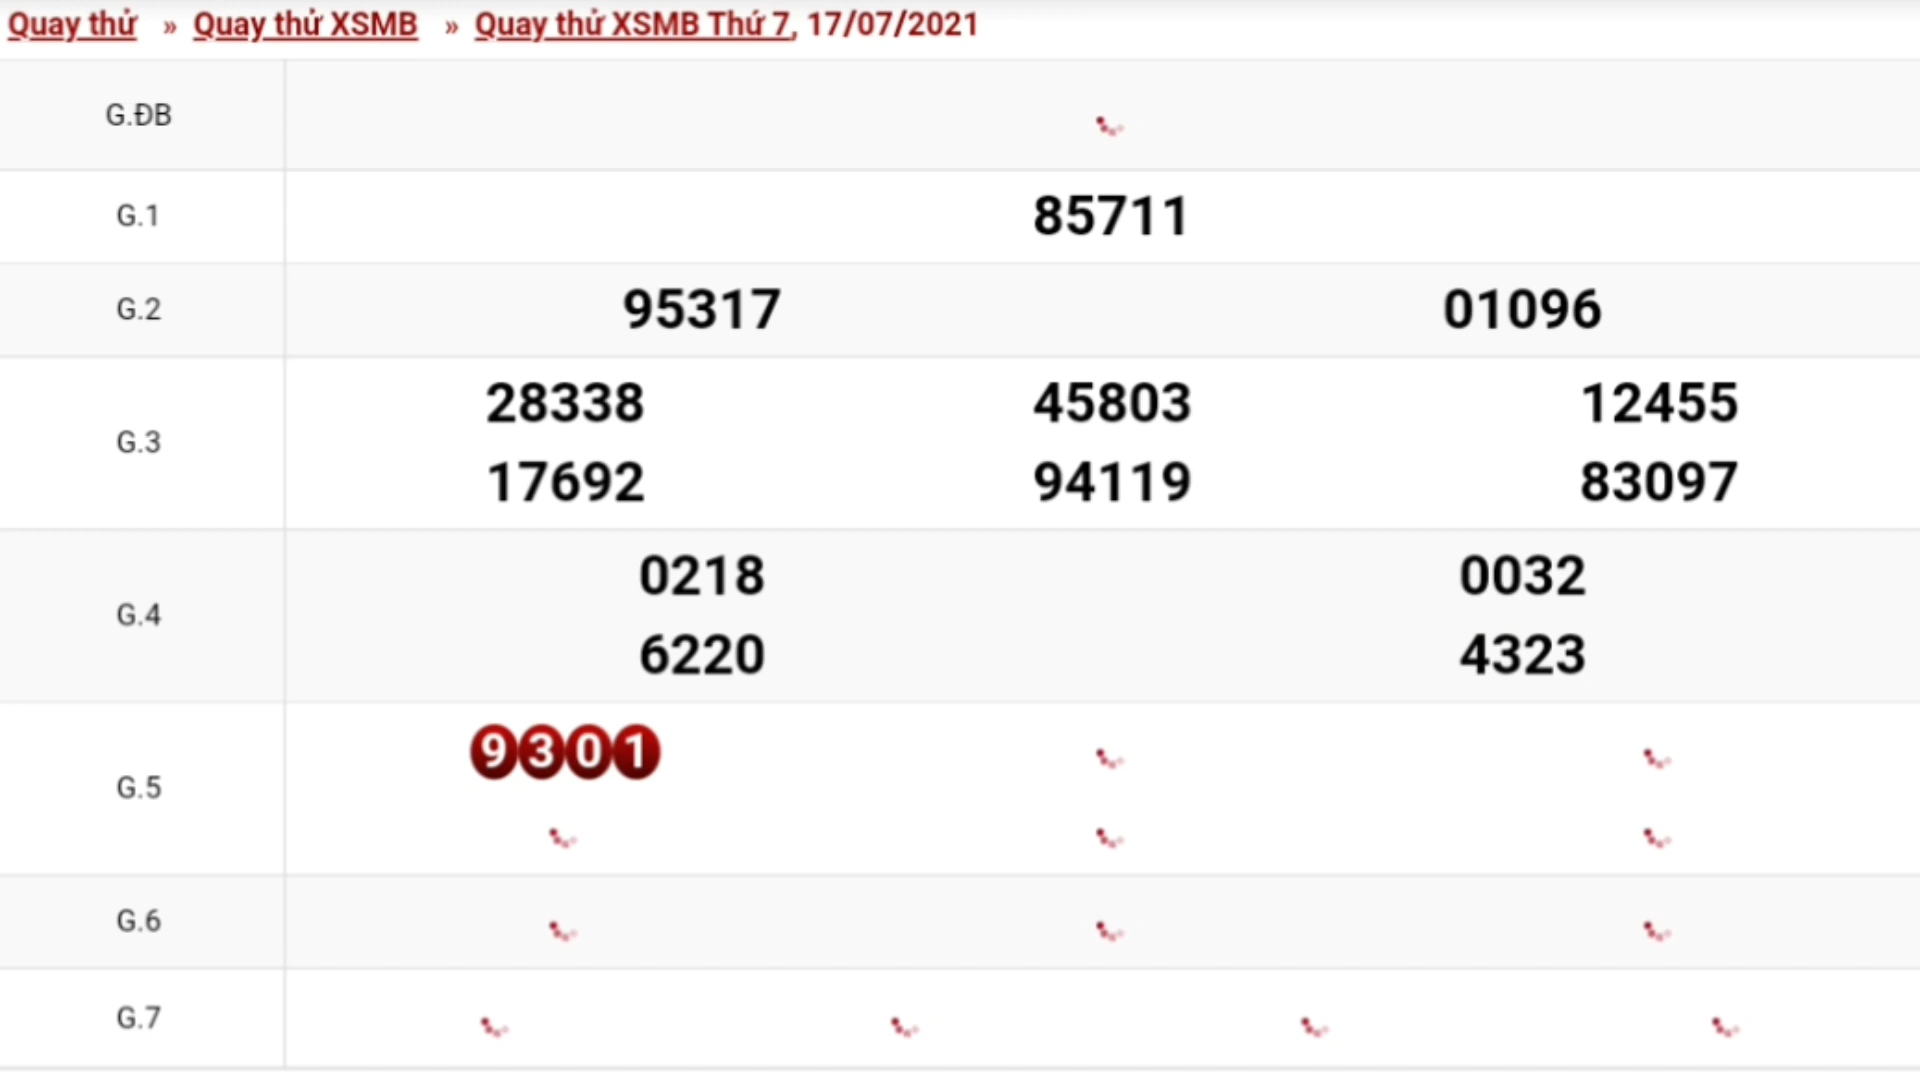 Quay thử » Quay thử XSMB » Quay thử XSMB Thứ 7, 17/07/2021
G.ĐB
G.1 85711
G.2 95317 01096
G.3 28338 45803 12455
17692 94119 83097
G.4 0218 0032
6220 4323
G.5 9301
G.6
G.7